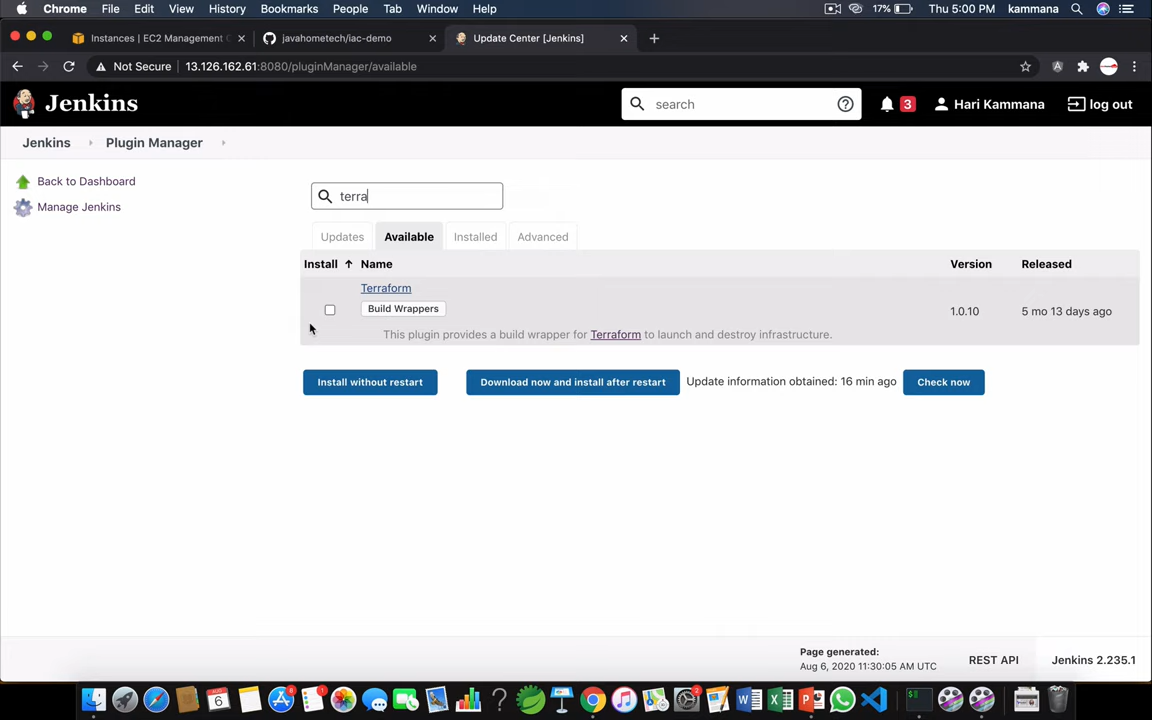 Chrome File Edit View History Bookmarks People Tab Window Help 17% Thu 5:00 PM kammana
Instances | EC2 Management C
javahometech/iac-demo
Update Center [Jenkins]
Not Secure 13.126.162.61:8080/pluginManager/available
Jenkins
search
3
Hari Kammana
log out
Jenkins Plugin Manager
Back to Dashboard
Manage Jenkins
terra
Updates Available Installed Advanced
Install Name Version Released
Terraform
Build Wrappers
1.0.10 5 mo 13 days ago
This plugin provides a build wrapper for Terraform to launch and destroy infrastructure.
Install without restart Download now and install after restart Update information obtained: 16 min ago Check now
Page generated:
Aug 6, 2020 11:30:05 AM UTC
REST API Jenkins 2.235.1